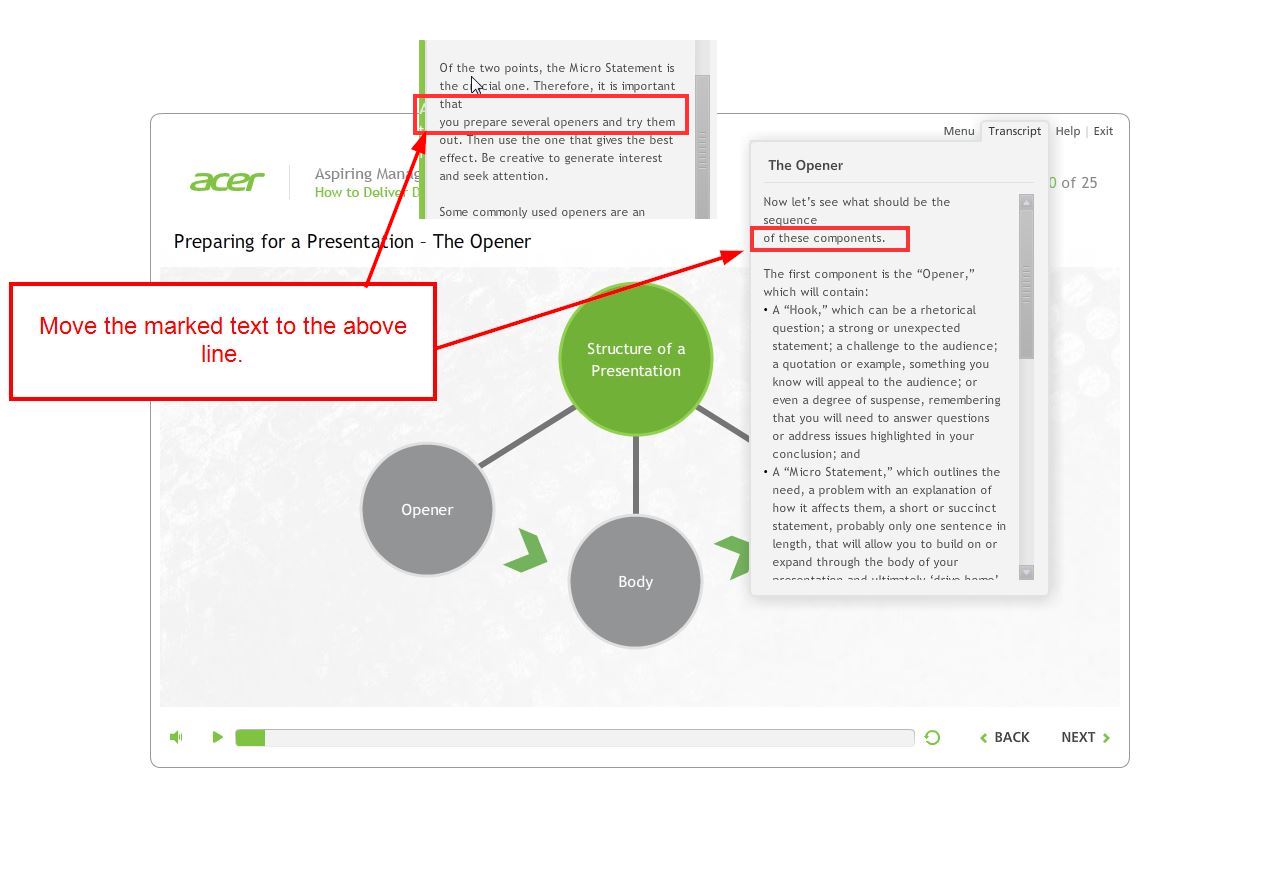 Of the two points, the Micro Statement is
the crucial one. Therefore, it is important
that
you prepare several openers and try them
out. Then use the one that gives the best
effect. Be creative to generate interest
and seek attention.
Some commonly used openers are an
Menu Transcript Help | Exit
acer
Aspiring Manag
How to Deliver D
0 of 25
Preparing for a Presentation – The Opener
Move the marked text to the above
line.
Structure of a
Presentation
Opener
Body
The Opener
Now let’s see what should be the
sequence
of these components.
The first component is the “Opener,”
which will contain:
• A “Hook,” which can be a rhetorical
question; a strong or unexpected
statement; a challenge to the audience;
a quotation or example, something you
know will appeal to the audience; or
even a degree of suspense, remembering
that you will need to answer questions
or address issues highlighted in your
conclusion; and
• A “Micro Statement,” which outlines the
need, a problem with an explanation of
how it affects them, a short or succinct
statement, probably only one sentence in
length, that will allow you to build on or
expand through the body of your
presentation and ultimately ‘drive home’
BACK NEXT